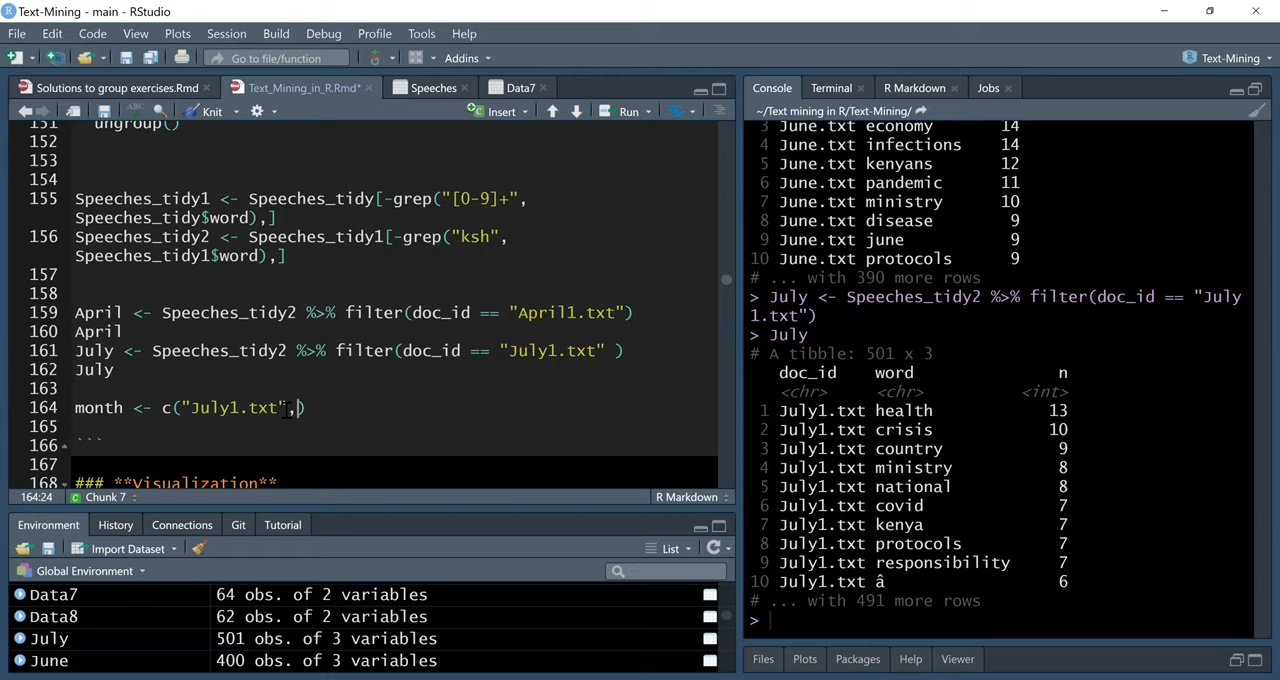 Text-Mining - main - RStudio
File Edit Code View Plots Session Build Debug Profile Tools Help
Go to file/function Addins Text-Mining
Solutions to group exercises.Rmd Text_Mining_in_R.Rmd* Speeches Data7
ABC Knit Insert Run
151 ungroup()
152
153
154
155 Speeches_tidy1 <- Speeches_tidy[-grep("[0-9]+",
Speeches_tidy$word),]
156 Speeches_tidy2 <- Speeches_tidy1[-grep("ksh",
Speeches_tidy1$word),]
157
158
159 April <- Speeches_tidy2 %>% filter(doc_id == "April1.txt")
160 April
161 July <- Speeches_tidy2 %>% filter(doc_id == "July1.txt" )
162 July
163
164 month <- c("July1.txt",)
165
166 ```
167
168 ### **Visualization**
164:24 Chunk 7 R Markdown
Environment History Connections Git Tutorial
Import Dataset List
R Global Environment
Data7 64 obs. of 2 variables
Data8 62 obs. of 2 variables
July 501 obs. of 3 variables
June 400 obs. of 3 variables
Console Terminal R Markdown Jobs
~/Text mining in R/Text-Mining/
3 June.txt economy 14
4 June.txt infections 14
5 June.txt kenyans 12
6 June.txt pandemic 11
7 June.txt ministry 10
8 June.txt disease 9
9 June.txt june 9
10 June.txt protocols 9
# ... with 390 more rows
> July <- Speeches_tidy2 %>% filter(doc_id == "July
1.txt")
> July
# A tibble: 501 x 3
doc_id word n
<chr> <chr> <int>
1 July1.txt health 13
2 July1.txt crisis 10
3 July1.txt country 9
4 July1.txt ministry 8
5 July1.txt national 8
6 July1.txt covid 7
7 July1.txt kenya 7
8 July1.txt protocols 7
9 July1.txt responsibility 7
10 July1.txt â 6
# ... with 491 more rows
>
Files Plots Packages Help Viewer